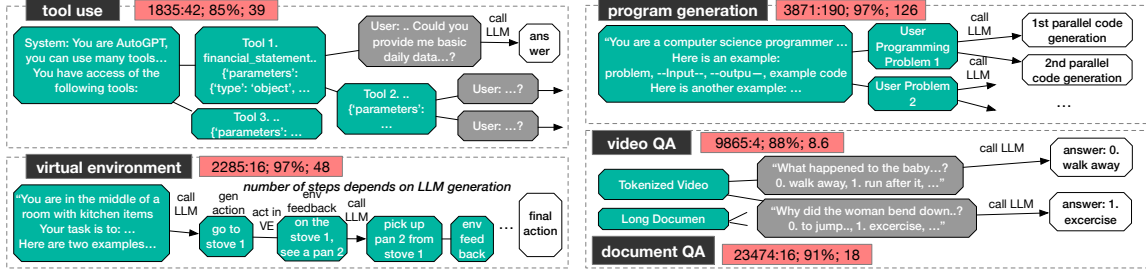 tool use
1835:42; 85%; 39
System: You are AutoGPT,
you can use many tools…
You have access of the
following tools:
Tool 1.
financial_statement..
{'parameters':
{'type': 'object', …
Tool 3. ..
{'parameters': …
User: .. Could you
provide me basic
daily data…?
call
LLM
ans
wer
Tool 2. ..
{'parameters':
…
User: …?
User: …?
program generation
3871:190; 97%; 126
"You are a computer science programmer …
Here is an example:
problem, --Input--, --outpu—, example code
Here is another example: …
User
Programming
Problem 1
call
LLM
1st parallel code
generation
2nd parallel
code generation
User Problem
2
call
LLM
…
virtual environment
2285:16; 97%; 48
number of steps depends on LLM generation
"You are in the middle of a
room with kitchen items
Your task is to: …
Here are two examples…
call
LLM
gen
action
go to
stove 1
act in
VE
env
feedback
on the
stove 1,
see a pan 2
call
LLM
pick up
pan 2 from
stove 1
env
feed
back
…
final
action
video QA
9865:4; 88%; 8.6
Tokenized Video
Long Documen
"What happened to the baby…?
0. walk away, 1. run after it, …"
call LLM
answer: 0.
walk away
"Why did the woman bend down..?
0. to jump.., 1. excercise, …"
call LLM
answer: 1.
excercise
document QA
23474:16; 91%; 18